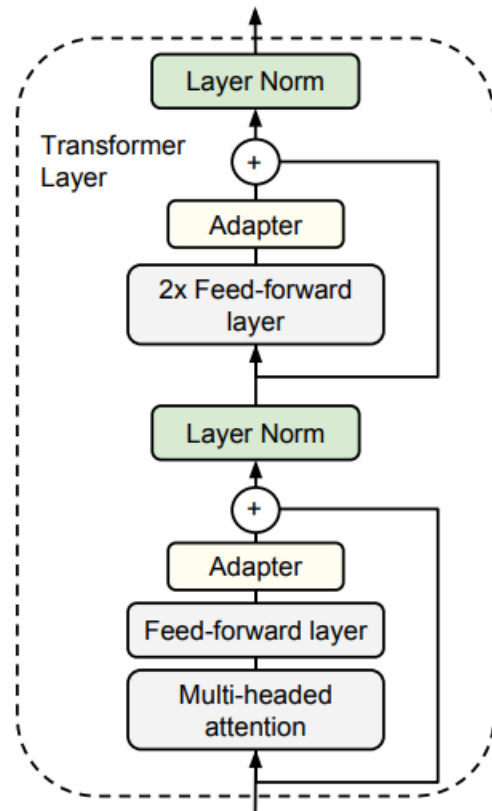 Layer Norm
Transformer
Layer
+
Adapter
2x Feed-forward
layer
Layer Norm
+
Adapter
Feed-forward layer
Multi-headed
attention